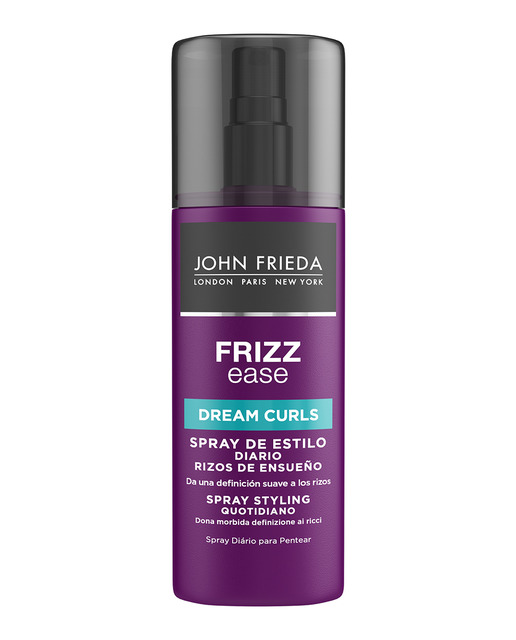 JOHN FRIEDA
LONDON PARIS NEW YORK
FRIZZ
ease
DREAM CURLS
SPRAY DE ESTILO
DIARIO
RIZOS DE ENSUEÑO
Da una definición suave a los rizos
SPRAY STYLING
QUOTIDIANO
Dona morbida definizione ai ricci
Spray Diário para Pentear